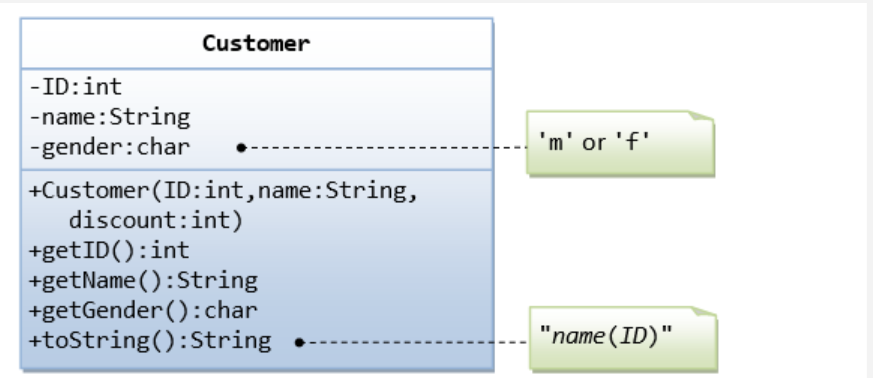 Customer
-ID:int
-name:String
-gender:char
'm' or 'f'
+Customer(ID:int,name:String,
discount:int)
+getID():int
+getName():String
+getGender():char
+toString():String
"name(ID)"